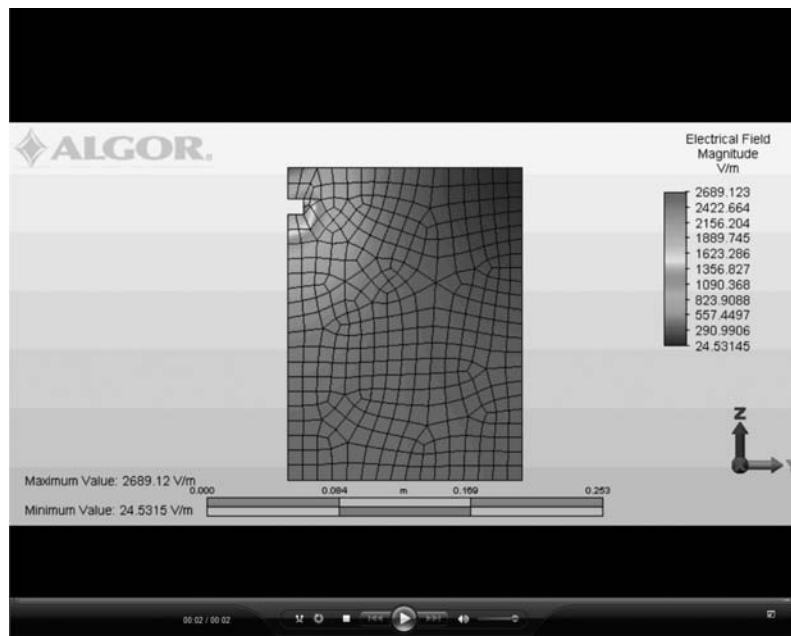 ALGOR®
Electrical Field
Magnitude
V/m
2689.123
2422.664
2156.204
1889.745
1623.286
1356.827
1090.368
823.9088
557.4497
290.9906
24.53145
Z
Y
Maximum Value: 2689.12 V/m
0.000 0.084 m 0.169 0.253
Minimum Value: 24.5315 V/m
00:02 / 00:02